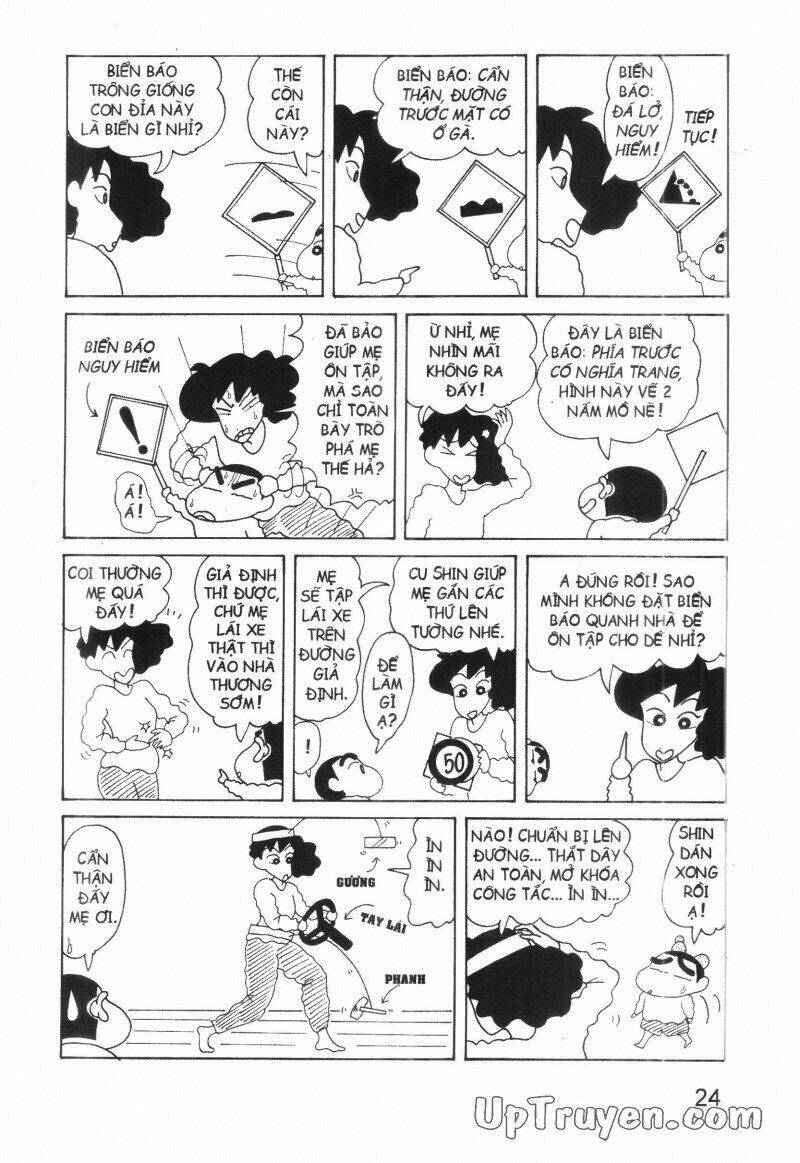 TIẾP
TỤC!
BIỂN
BÁO:
ĐÁ LỞ,
NGUY
HIỂM!
BIỂN BÁO: CẨN
THẬN, ĐƯỜNG
TRƯỚC MẶT CÓ
Ổ GÀ.
THẾ
CÒN
CÁI
NÀY?
BIỂN BÁO
TRÔNG GIỐNG
CON ĐỈA NÀY
LÀ BIỂN GÌ NHỈ?
ĐÂY LÀ BIỂN
BÁO: PHÍA TRƯỚC
CÓ NGHĨA TRANG,
HÌNH NÀY VẼ 2
NẤM MỒ NÈ!
Ừ NHỈ, MẸ
NHÌN MÃI
KHÔNG RA
ĐẤY!
ĐÃ BẢO
GIÚP MẸ
ÔN TẬP,
MÀ SAO
CHỈ TOÀN
BÀY TRÒ
PHÁ MẸ
THẾ HẢ?
BIỂN BÁO
NGUY HIỂM
!
Á!
Á!
A ĐÚNG RỒI! SAO
MÌNH KHÔNG ĐẶT BIỂN
BÁO QUANH NHÀ ĐỂ
ÔN TẬP CHO DỄ NHỈ?
CU SHIN GIÚP
MẸ GẮN CÁC
THỨ LÊN
TƯỜNG NHÉ.
50
ĐỂ
LÀM
GÌ
Ạ?
MẸ
SẼ TẬP
LÁI XE
TRÊN
ĐƯỜNG
GIẢ
ĐỊNH.
!
GIẢ ĐỊNH
THÌ ĐƯỢC,
CHỨ MẸ
LÁI XE
THẬT THÌ
VÀO NHÀ
THƯƠNG
SỚM!
COI THƯỜNG
MẸ QUÁ
ĐẤY!
SHIN
DÁN
XONG
RỒI
Ạ!
NÀO! CHUẨN BỊ LÊN
ĐƯỜNG... THẮT DÂY
AN TOÀN, MỞ KHÓA
CÔNG TẮC... ÌN ÌN...
ÌN
ÌN
ÌN.
GƯƠNG
TAY LÁI
PHANH
CẨN
THẬN
ĐẤY
MẸ ƠI.
24
UpTruyen.com